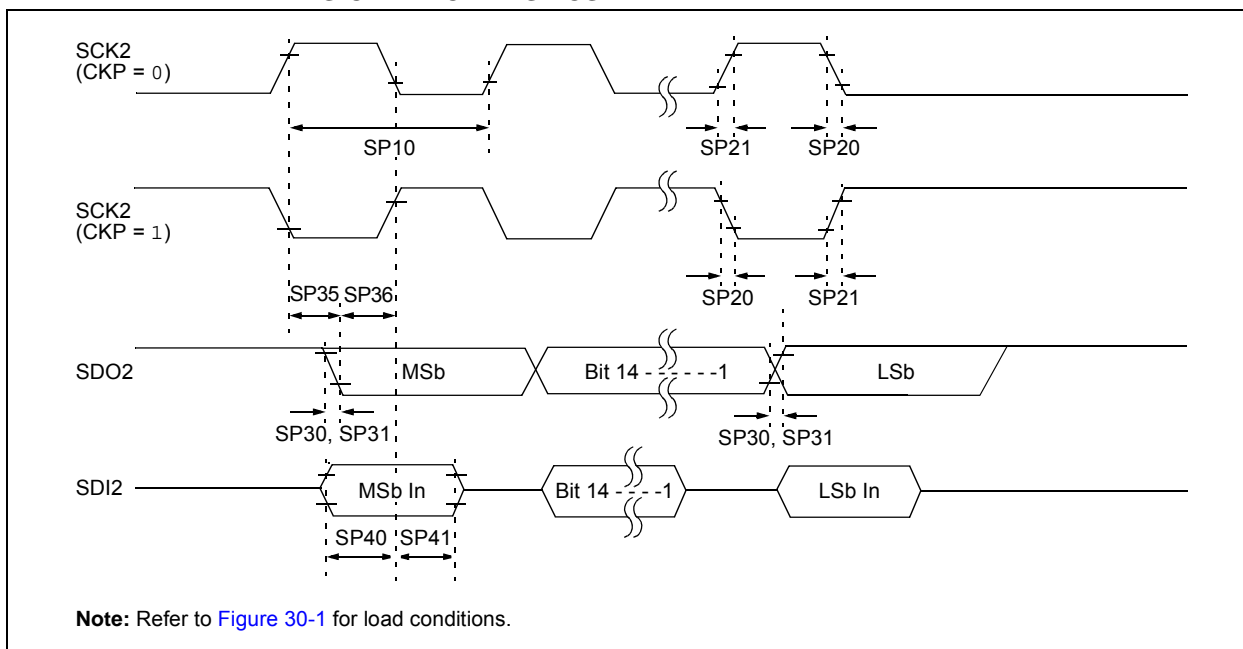 SCK2
(CKP = 0)
SP10
SP21
SP20
SCK2
(CKP = 1)
SP35
SP36
SP20
SP21
SDO2
MSb
Bit 14 - - - - - -1
LSb
SP30, SP31
SP30, SP31
SDI2
MSb In
Bit 14 - - - -1
LSb In
SP40
SP41
Note: Refer to Figure 30-1 for load conditions.